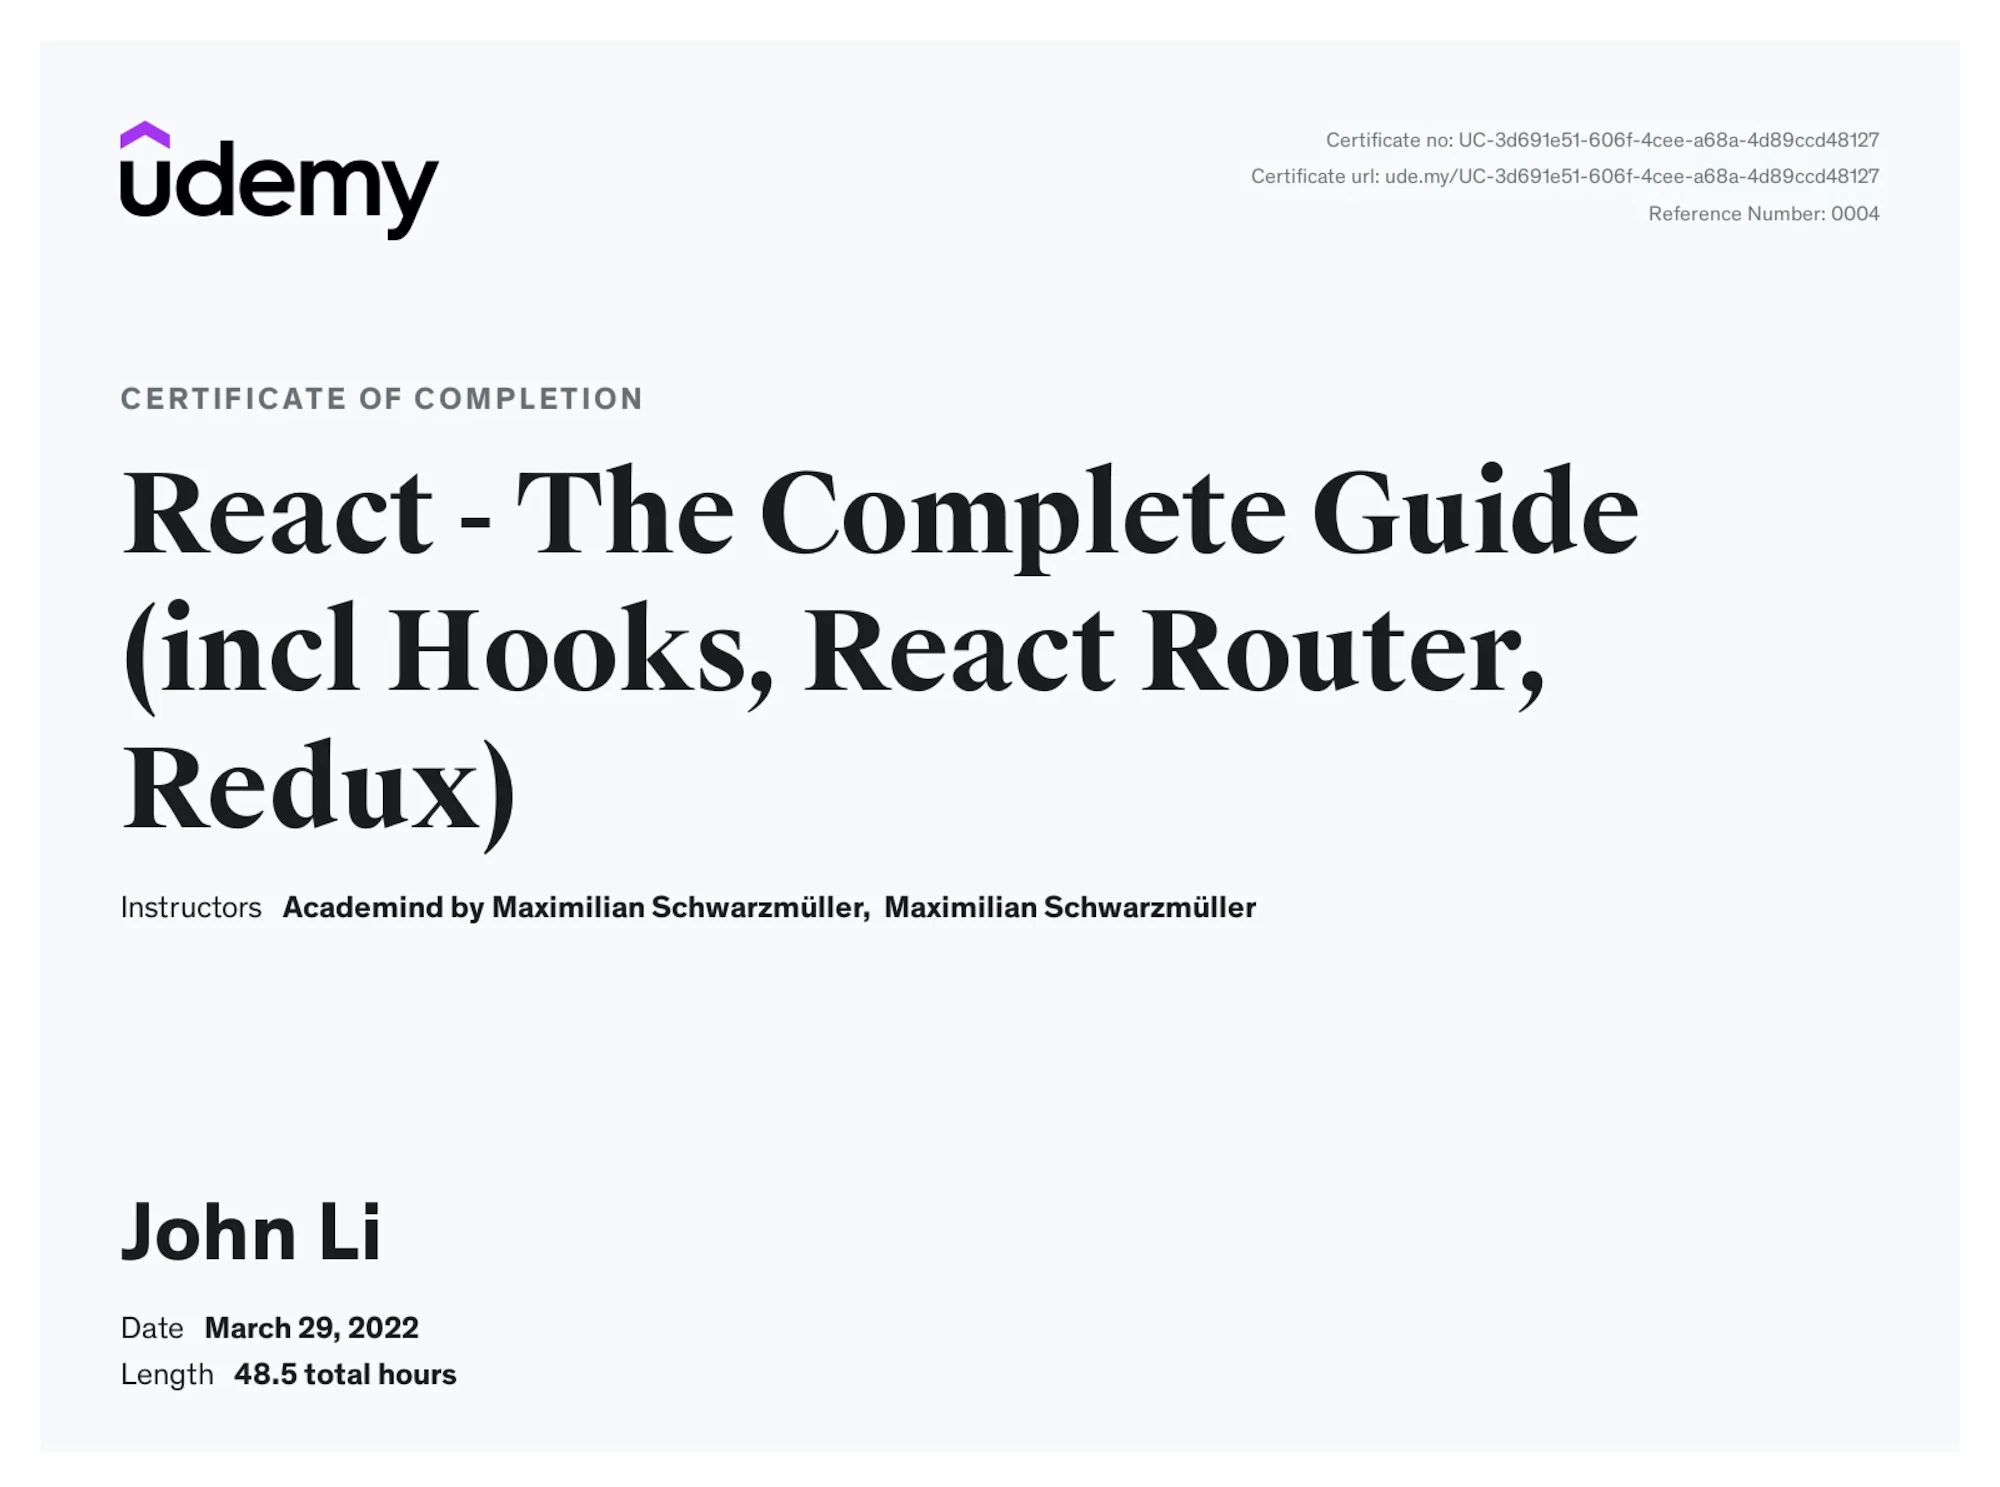 udemy
Certificate no: UC-3d691e51-606f-4cee-a68a-4d89ccd48127
Certificate url: ude.my/UC-3d691e51-606f-4cee-a68a-4d89ccd48127
Reference Number: 0004
CERTIFICATE OF COMPLETION
React - The Complete Guide
(incl Hooks, React Router,
Redux)
Instructors Academind by Maximilian Schwarzmüller, Maximilian Schwarzmüller
John Li
Date March 29, 2022
Length 48.5 total hours